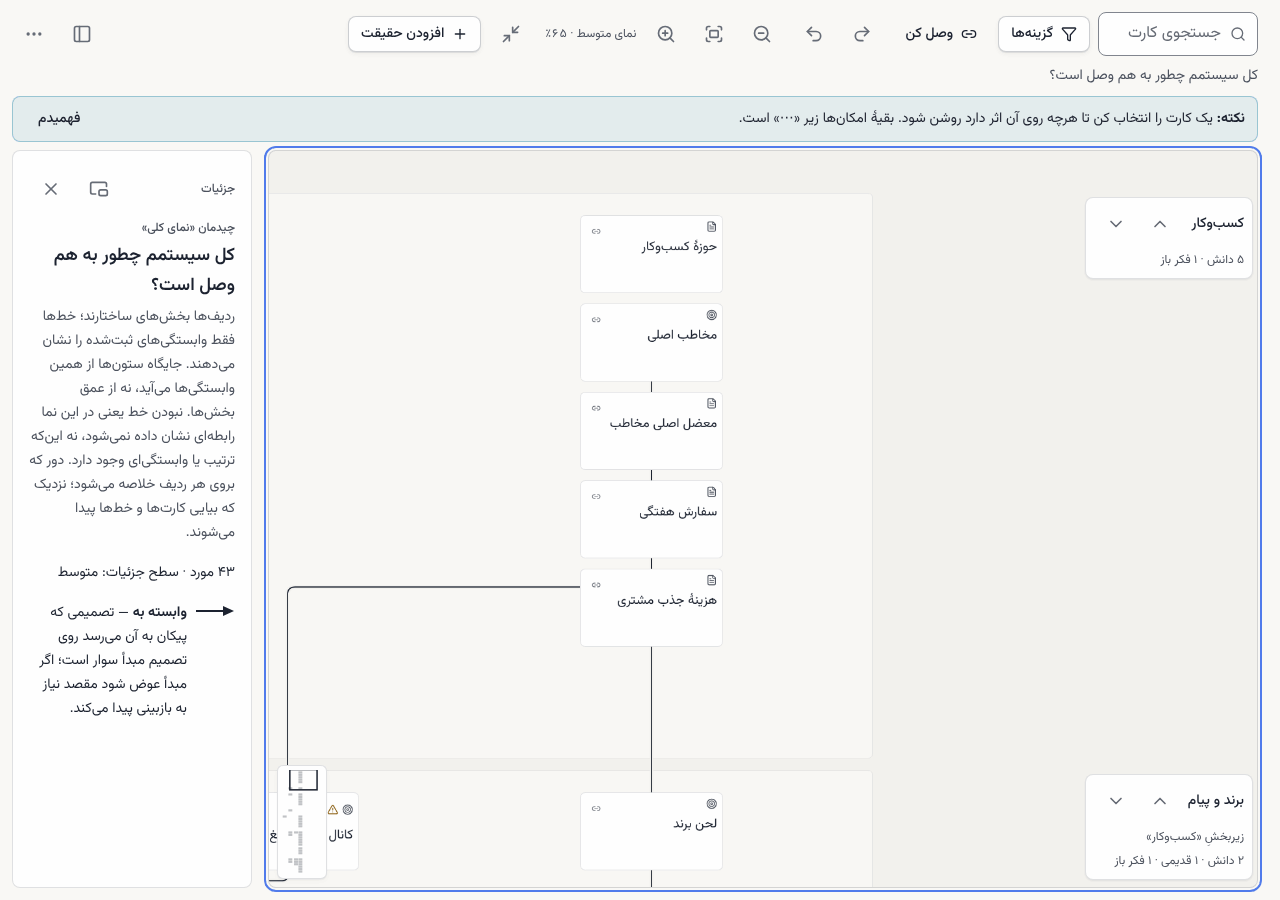 جستجوی کارت
گزینه‌ها
وصل کن
نمای متوسط · ۶۵٪
افزودن حقیقت
کل سیستمم چطور به هم وصل است؟
نکته: یک کارت را انتخاب کن تا هرچه روی آن اثر دارد روشن شود. بقیهٔ امکان‌ها زیر «···» است.
فهمیدم
کسب‌وکار
۵ دانش · ۱ فکر باز
حوزهٔ کسب‌وکار
مخاطب اصلی
معضل اصلی مخاطب
سفارش هفتگی
هزینهٔ جذب مشتری
برند و پیام
زیربخشِ «کسب‌وکار»
۲ دانش · ۱ قدیمی · ۱ فکر باز
لحن برند
کانال
جزئیات
چیدمان «نمای کلی»
کل سیستمم چطور به هم
وصل است؟
ردیف‌ها بخش‌های ساختارند؛ خط‌ها
فقط وابستگی‌های ثبت‌شده را نشان
می‌دهند. جایگاه ستون‌ها از همین
وابستگی‌ها می‌آید، نه از عمق
بخش‌ها. نبودن خط یعنی در این نما
رابطه‌ای نشان داده نمی‌شود، نه این‌که
ترتیب یا وابستگی‌ای وجود دارد. دور که
بروی هر ردیف خلاصه می‌شود؛ نزدیک
که بیایی کارت‌ها و خط‌ها پیدا
می‌شوند.
۴۳ مورد · سطح جزئیات: متوسط
وابسته به — تصمیمی که
پیکان به آن می‌رسد روی
تصمیم مبدأ سوار است؛ اگر
مبدأ عوض شود مقصد نیاز
به بازبینی پیدا می‌کند.